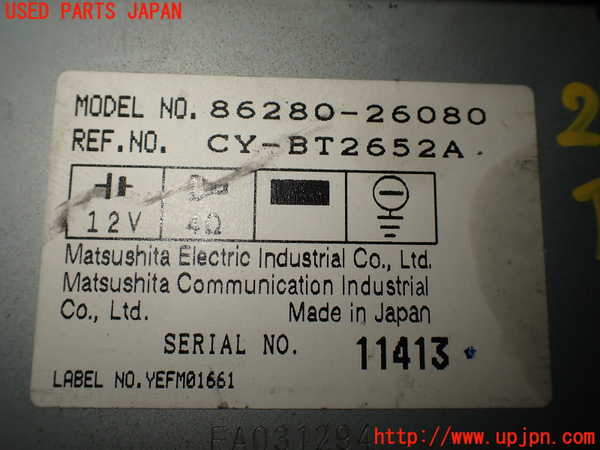 USED PARTS JAPAN
MODEL NO. 86280-26080
REF.NO. CY-BT2652A
12V 4Ω
Matsushita Electric Industrial Co., Ltd.
Matsushita Communication Industrial
Co., Ltd. Made in Japan
SERIAL NO. 11413
LABEL NO.YEFM01661
http://www.upjpn.com/